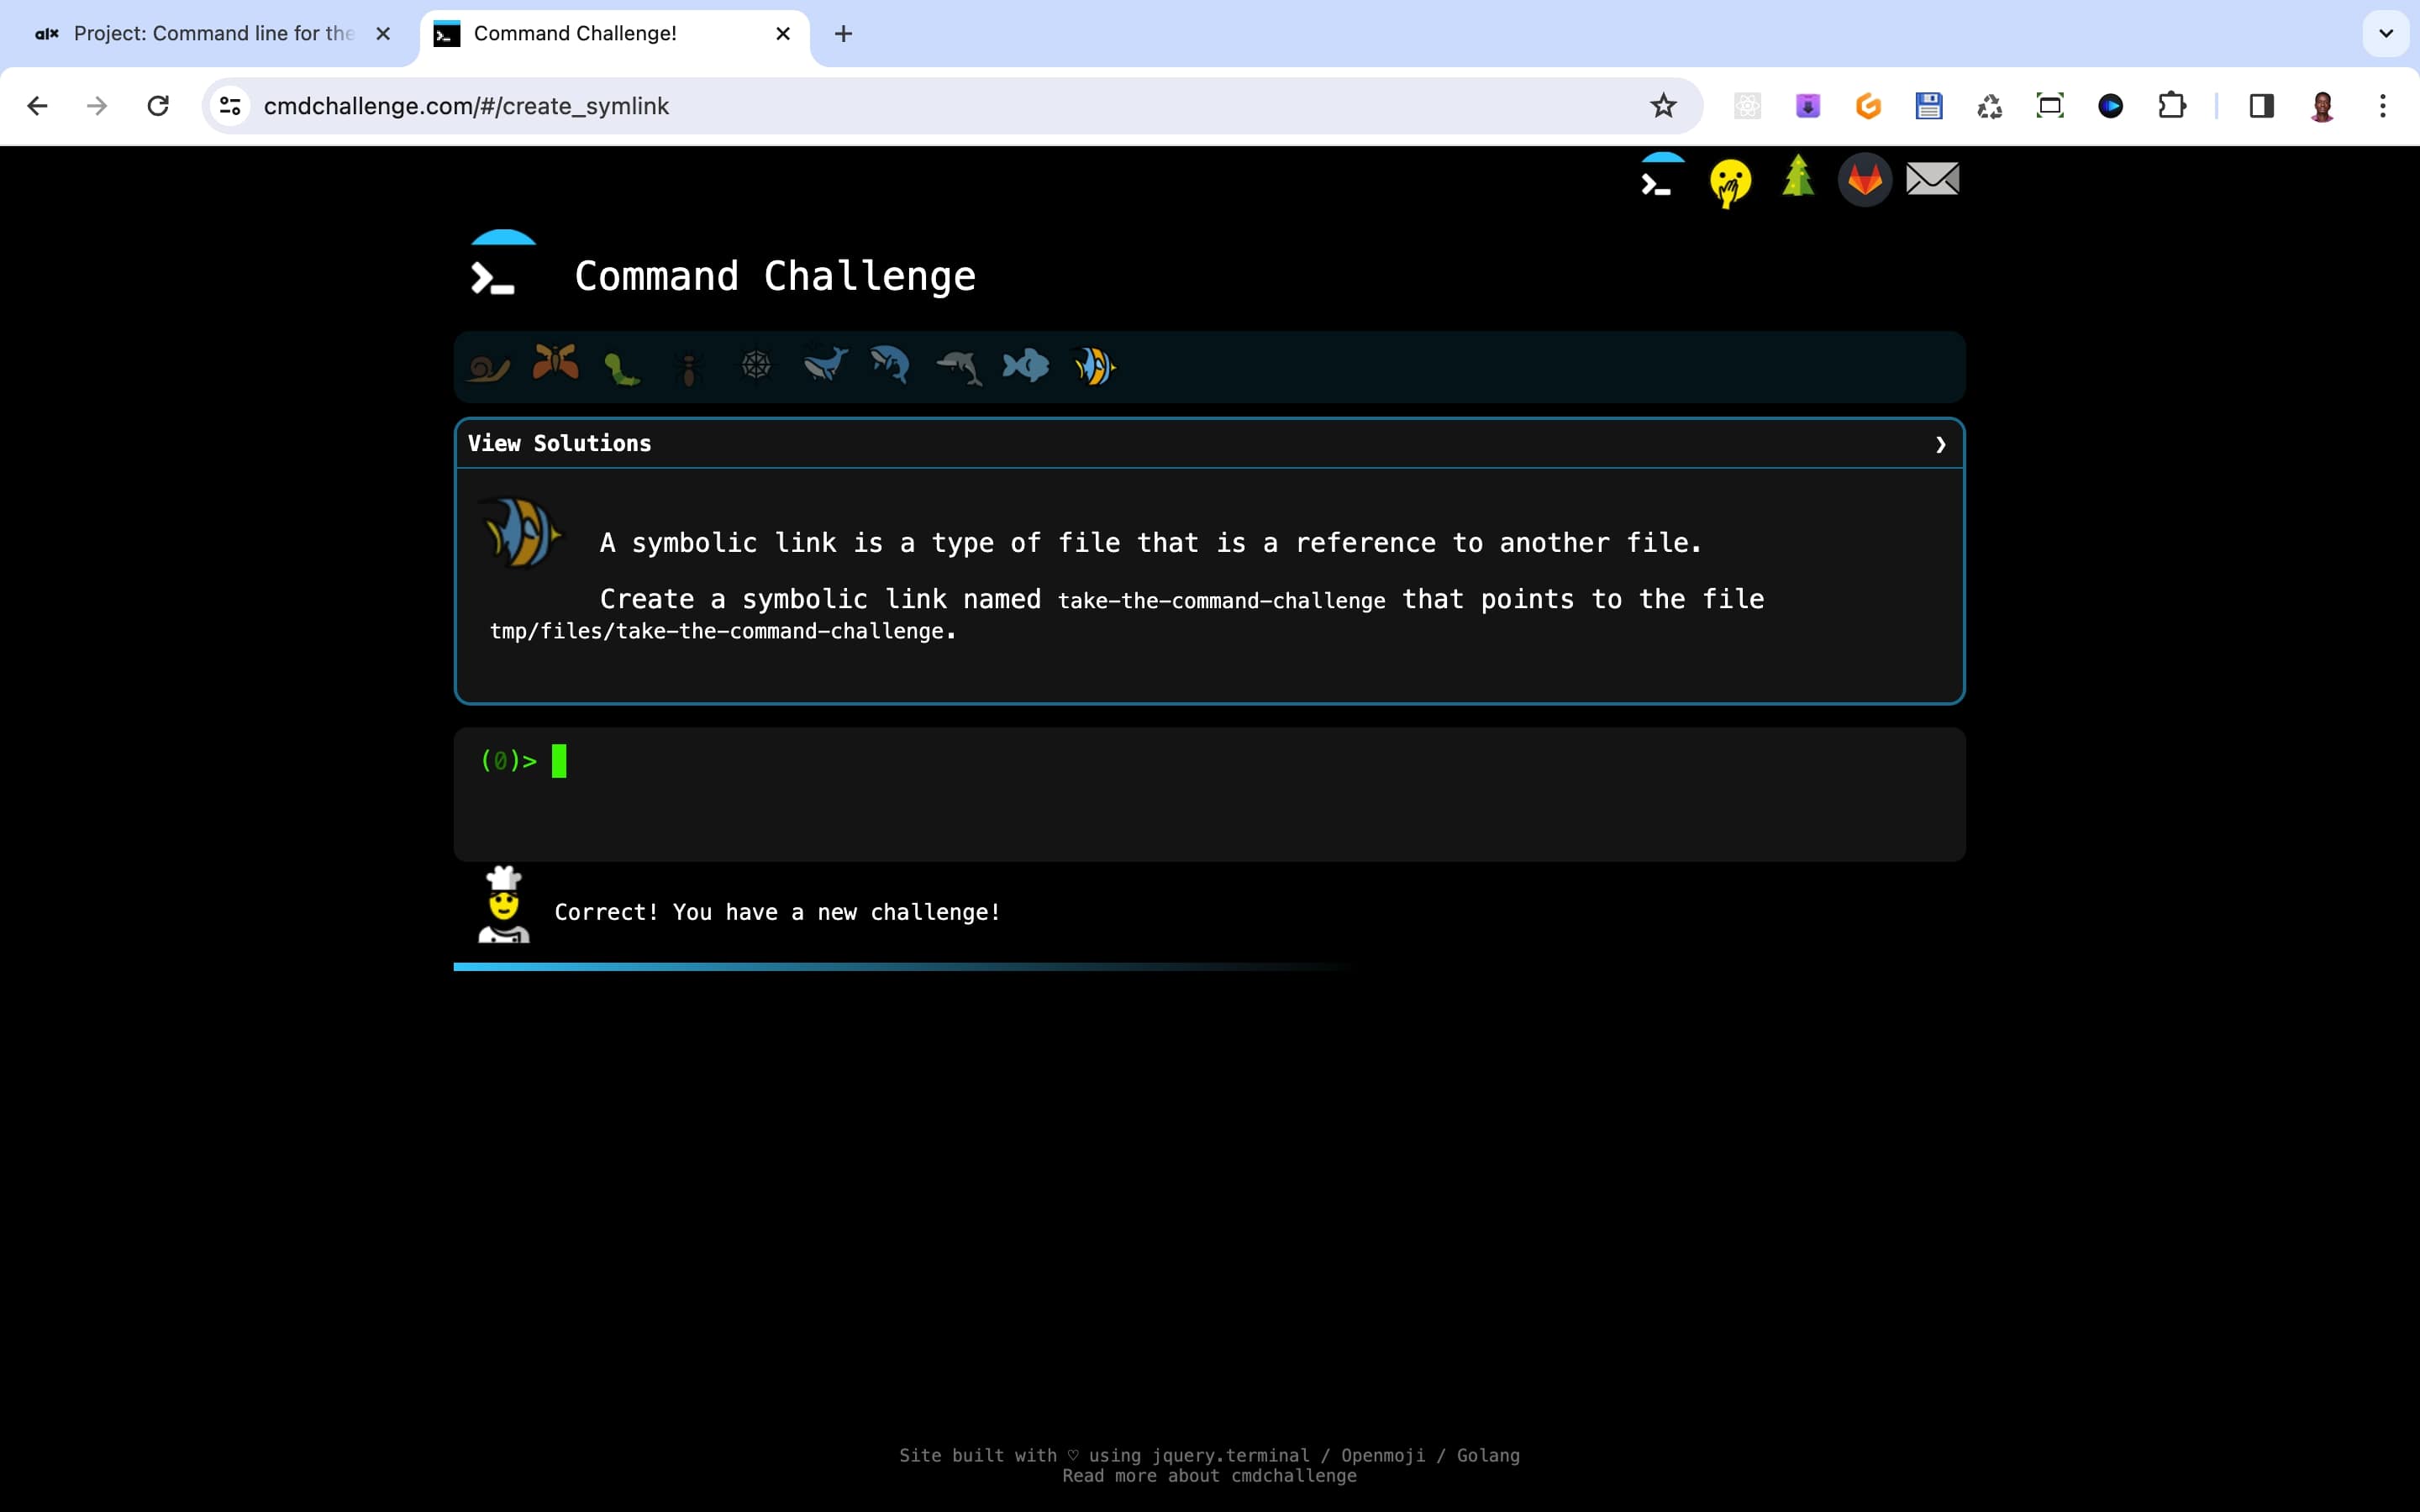 alx Project: Command line for the
Command Challenge!
cmdchallenge.com/#/create_symlink
Command Challenge
View Solutions
A symbolic link is a type of file that is a reference to another file.
Create a symbolic link named take-the-command-challenge that points to the file
tmp/files/take-the-command-challenge.
(0)>
Correct! You have a new challenge!
Site built with ♡ using jquery.terminal / Openmoji / Golang
Read more about cmdchallenge